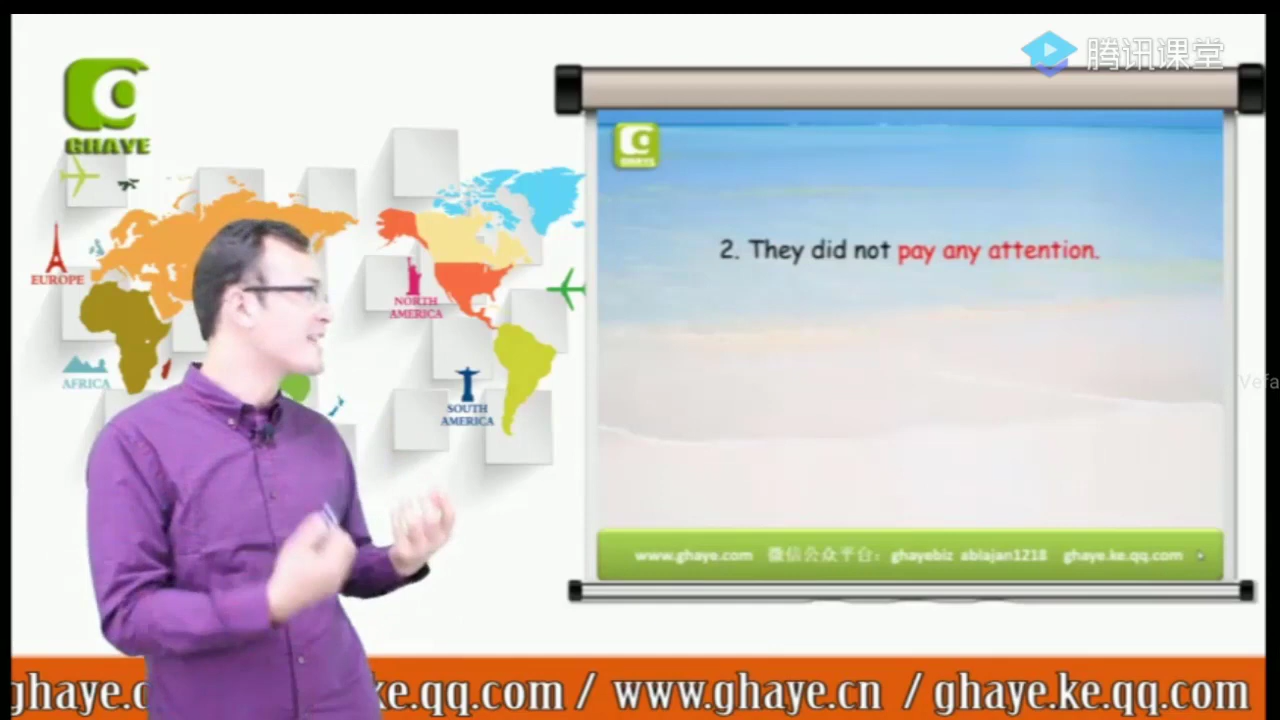 腾讯课堂
GHAYE
GHAYE
2. They did not pay any attention.
EUROPE
NORTH
AMERICA
AFRICA
SOUTH
AMERICA
www.ghaye.com 微信公众平台: ghayebiz ablajan1218 ghaye.ke.qq.com
ke.qq.com / www.ghaye.cn / ghaye.ke.qq.com